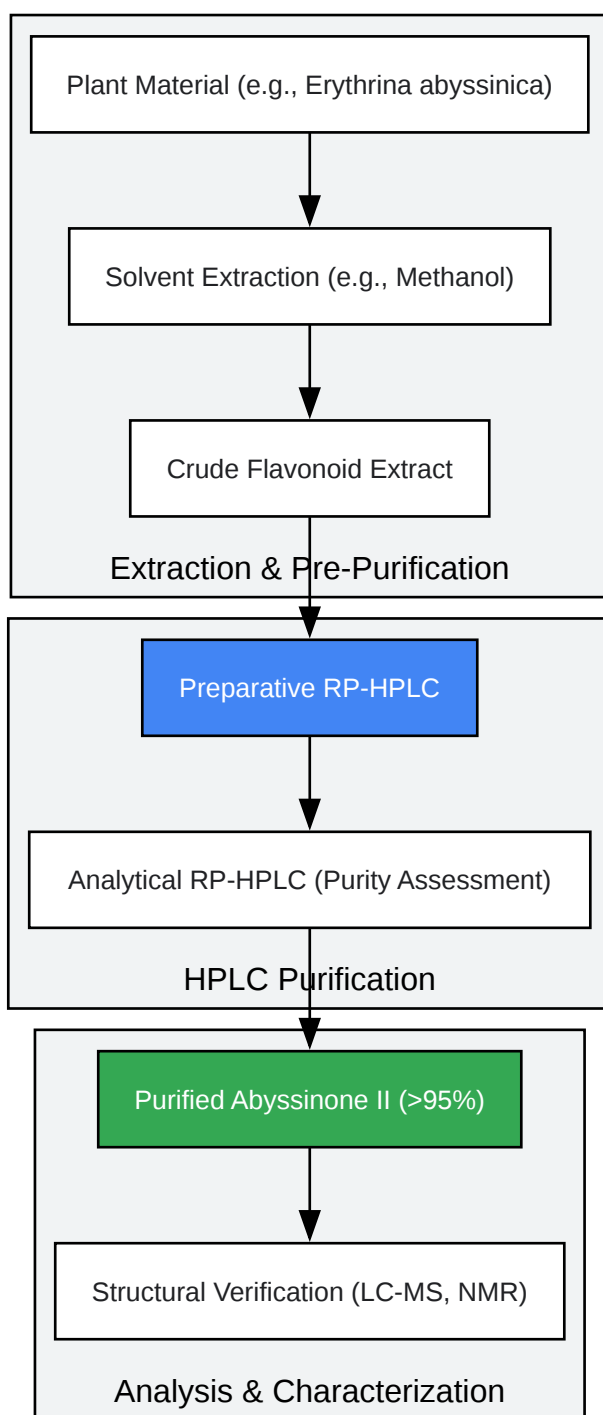 Plant Material (e.g., Erythrina abyssinica)
Solvent Extraction (e.g., Methanol)
Crude Flavonoid Extract
Extraction & Pre-Purification
Preparative RP-HPLC
Analytical RP-HPLC (Purity Assessment)
HPLC Purification
Purified Abyssinone II (>95%)
Structural Verification (LC-MS, NMR)
Analysis & Characterization